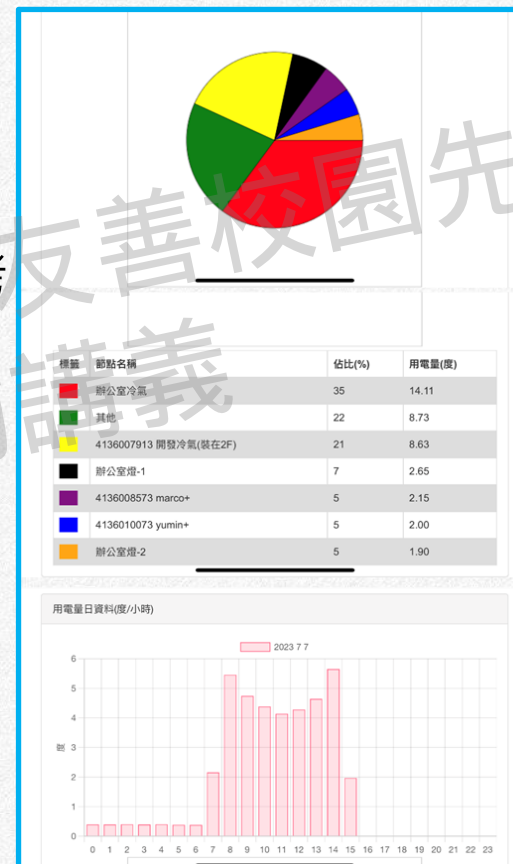 友善校園先
講義
標籤 節點名稱 佔比(%) 用電量(度)
辦公室冷氣 35 14.11
其他 22 8.73
4136007913 開發冷氣(裝在2F) 21 8.63
辦公室燈-1 7 2.65
4136008573 marco+ 5 2.15
4136010073 yumin+ 5 2.00
辦公室燈-2 5 1.90
用電量日資料(度/小時)
2023 7 7
6
5
4
度
3
2
1
0
0 1 2 3 4 5 6 7 8 9 10 11 12 13 14 15 16 17 18 19 20 21 22 23